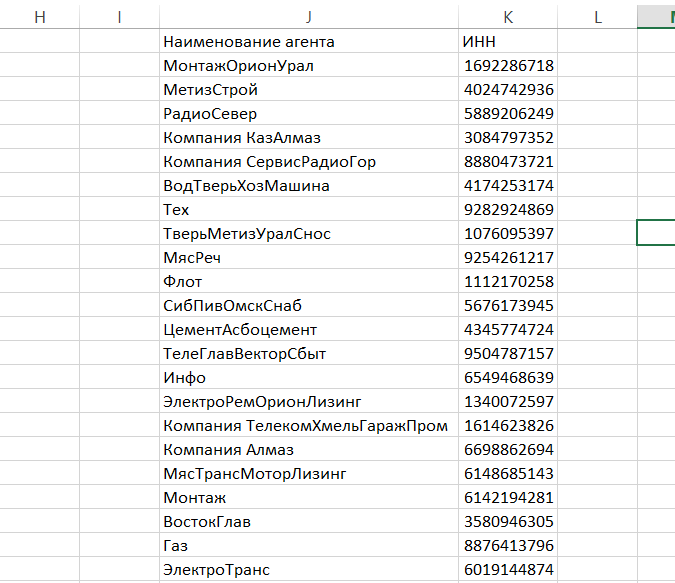 H I J K L
Наименование агента ИНН
МонтажОрионУрал 1692286718
МетизСтрой 4024742936
РадиоСевер 5889206249
Компания КазАлмаз 3084797352
Компания СервисРадиоГор 8880473721
ВодТверьХозМашина 4174253174
Тех 9282924869
ТверьМетизУралСнос 1076095397
МясРеч 9254261217
Флот 1112170258
СибПивОмскСнаб 5676173945
ЦементАсбоцемент 4345774724
ТелеГлавВекторСбыт 9504787157
Инфо 6549468639
ЭлектроРемОрионЛизинг 1340072597
Компания ТелекомХмельГаражПром 1614623826
Компания Алмаз 6698862694
МясТрансМоторЛизинг 6148685143
Монтаж 6142194281
ВостокГлав 3580946305
Газ 8876413796
ЭлектроТранс 6019144874